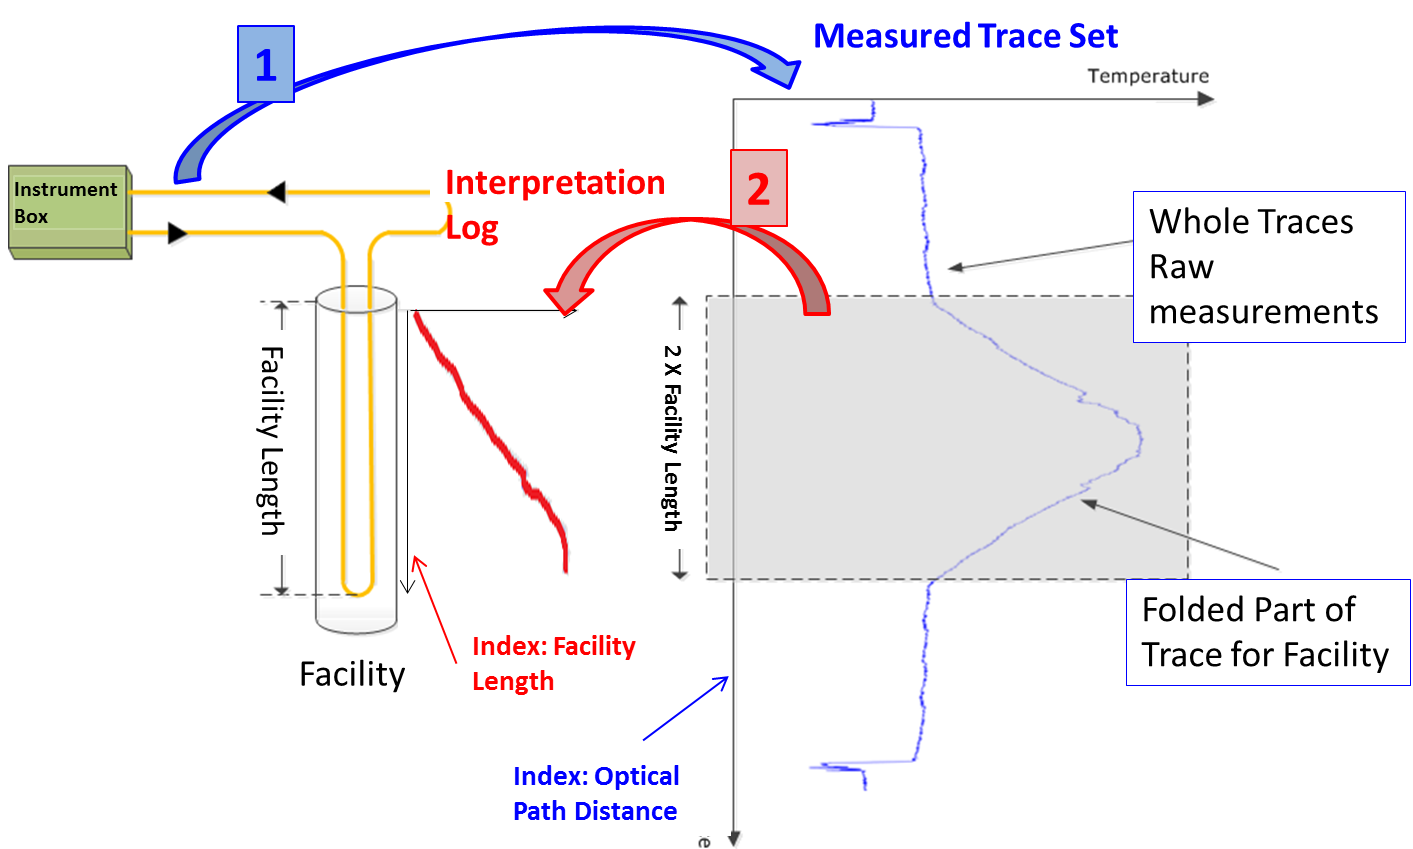 1
Measured Trace Set
Temperature
Instrument
Box
Interpretation
Log
2
Whole Traces
Raw
measurements
Facility Length
2 X Facility Length
Folded Part of
Trace for Facility
Index: Facility
Length
Facility
Index: Optical
Path Distance
e